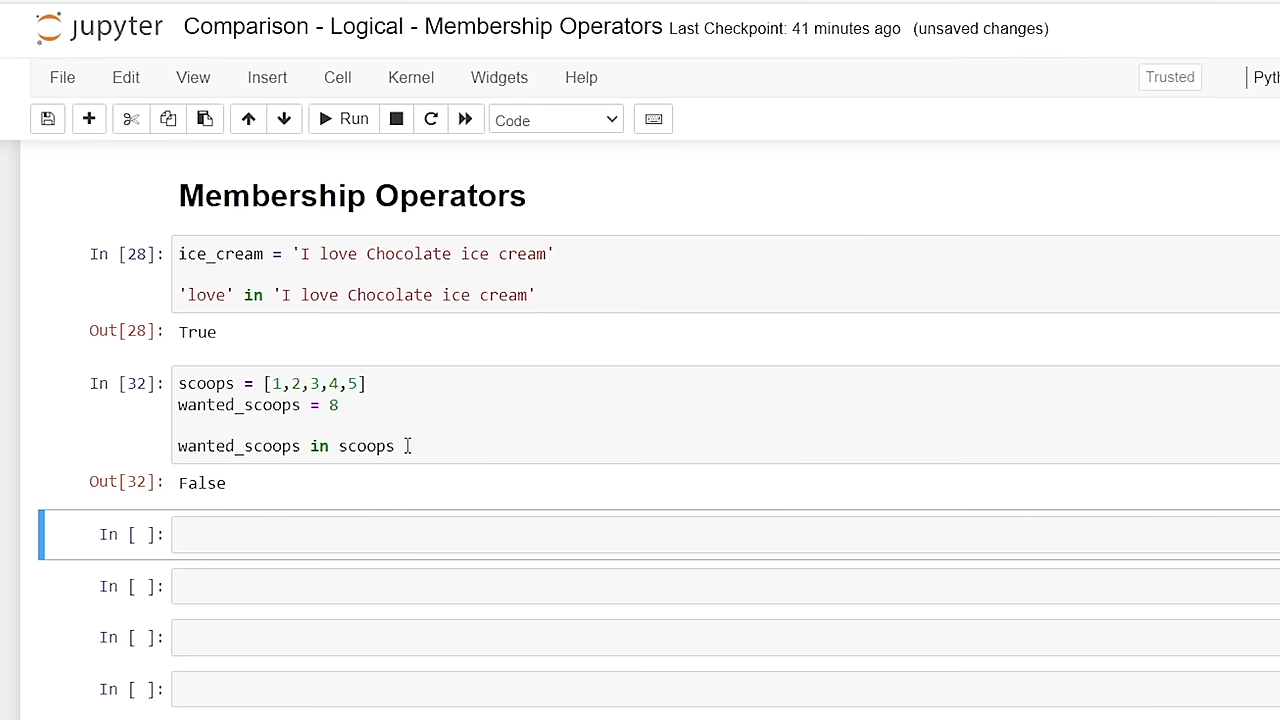 jupyter Comparison - Logical - Membership Operators Last Checkpoint: 41 minutes ago (unsaved changes)
File Edit View Insert Cell Kernel Widgets Help Trusted Pyth
Run Code
Membership Operators
In [28]: ice_cream = 'I love Chocolate ice cream'
'love' in 'I love Chocolate ice cream'
Out[28]: True
In [32]: scoops = [1,2,3,4,5]
wanted_scoops = 8
wanted_scoops in scoops
Out[32]: False
In [ ]:
In [ ]:
In [ ]:
In [ ]: